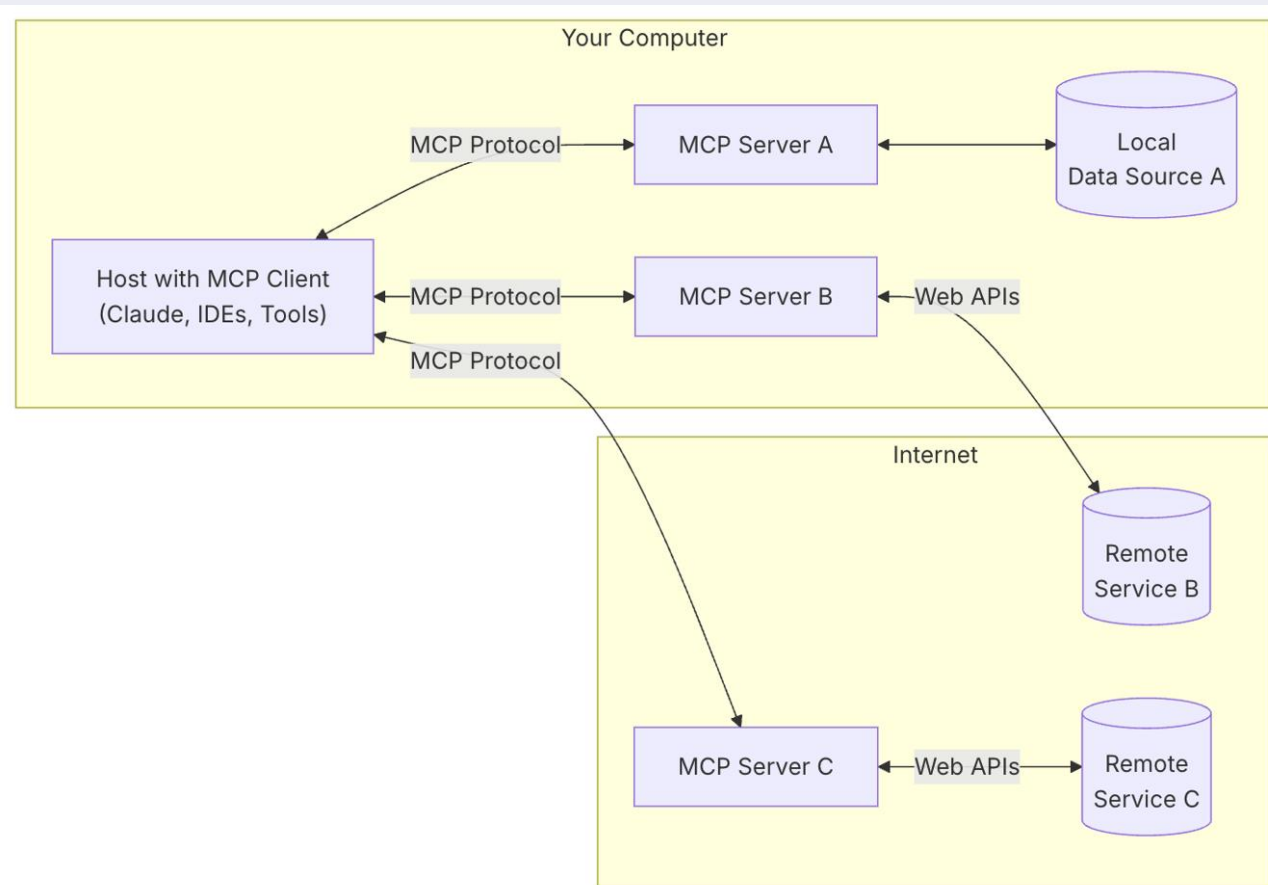 Your Computer
MCP Protocol
MCP Server A
Local
Data Source A
Host with MCP Client
(Claude, IDEs, Tools)
MCP Protocol
MCP Server B
Web APIs
MCP Protocol
Internet
Remote
Service B
MCP Server C
Web APIs
Remote
Service C